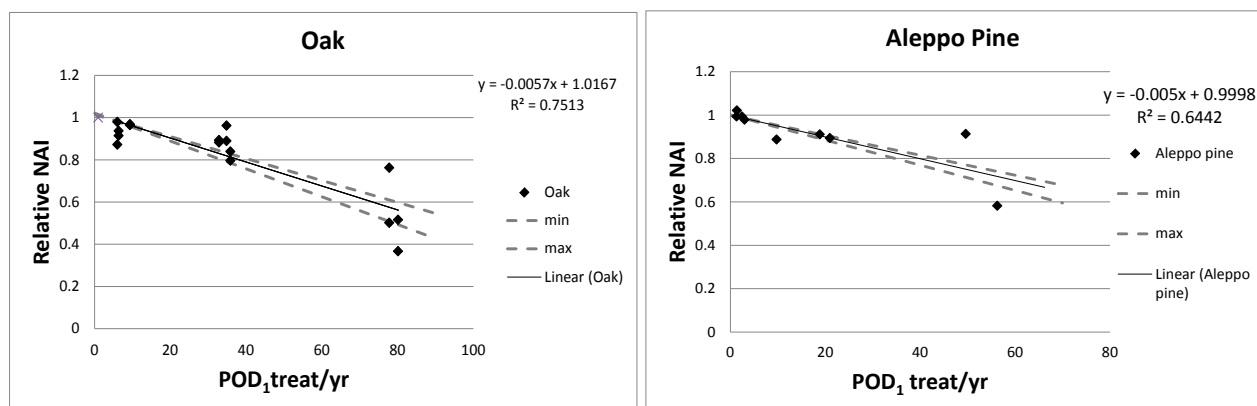 Oak
y = -0.0057x + 1.0167
R² = 0.7513
1.2
1
0.8
0.6
0.4
0.2
0
0 20 40 60 80 100
Relative NAI
POD₁treat/yr
Oak
min
max
Linear (Oak)
Aleppo Pine
y = -0.005x + 0.9998
R² = 0.6442
1.2
1
0.8
0.6
0.4
0.2
0
0 20 40 60 80
Relative NAI
POD₁ treat/yr
Aleppo pine
min
max
Linear (Aleppo
pine)